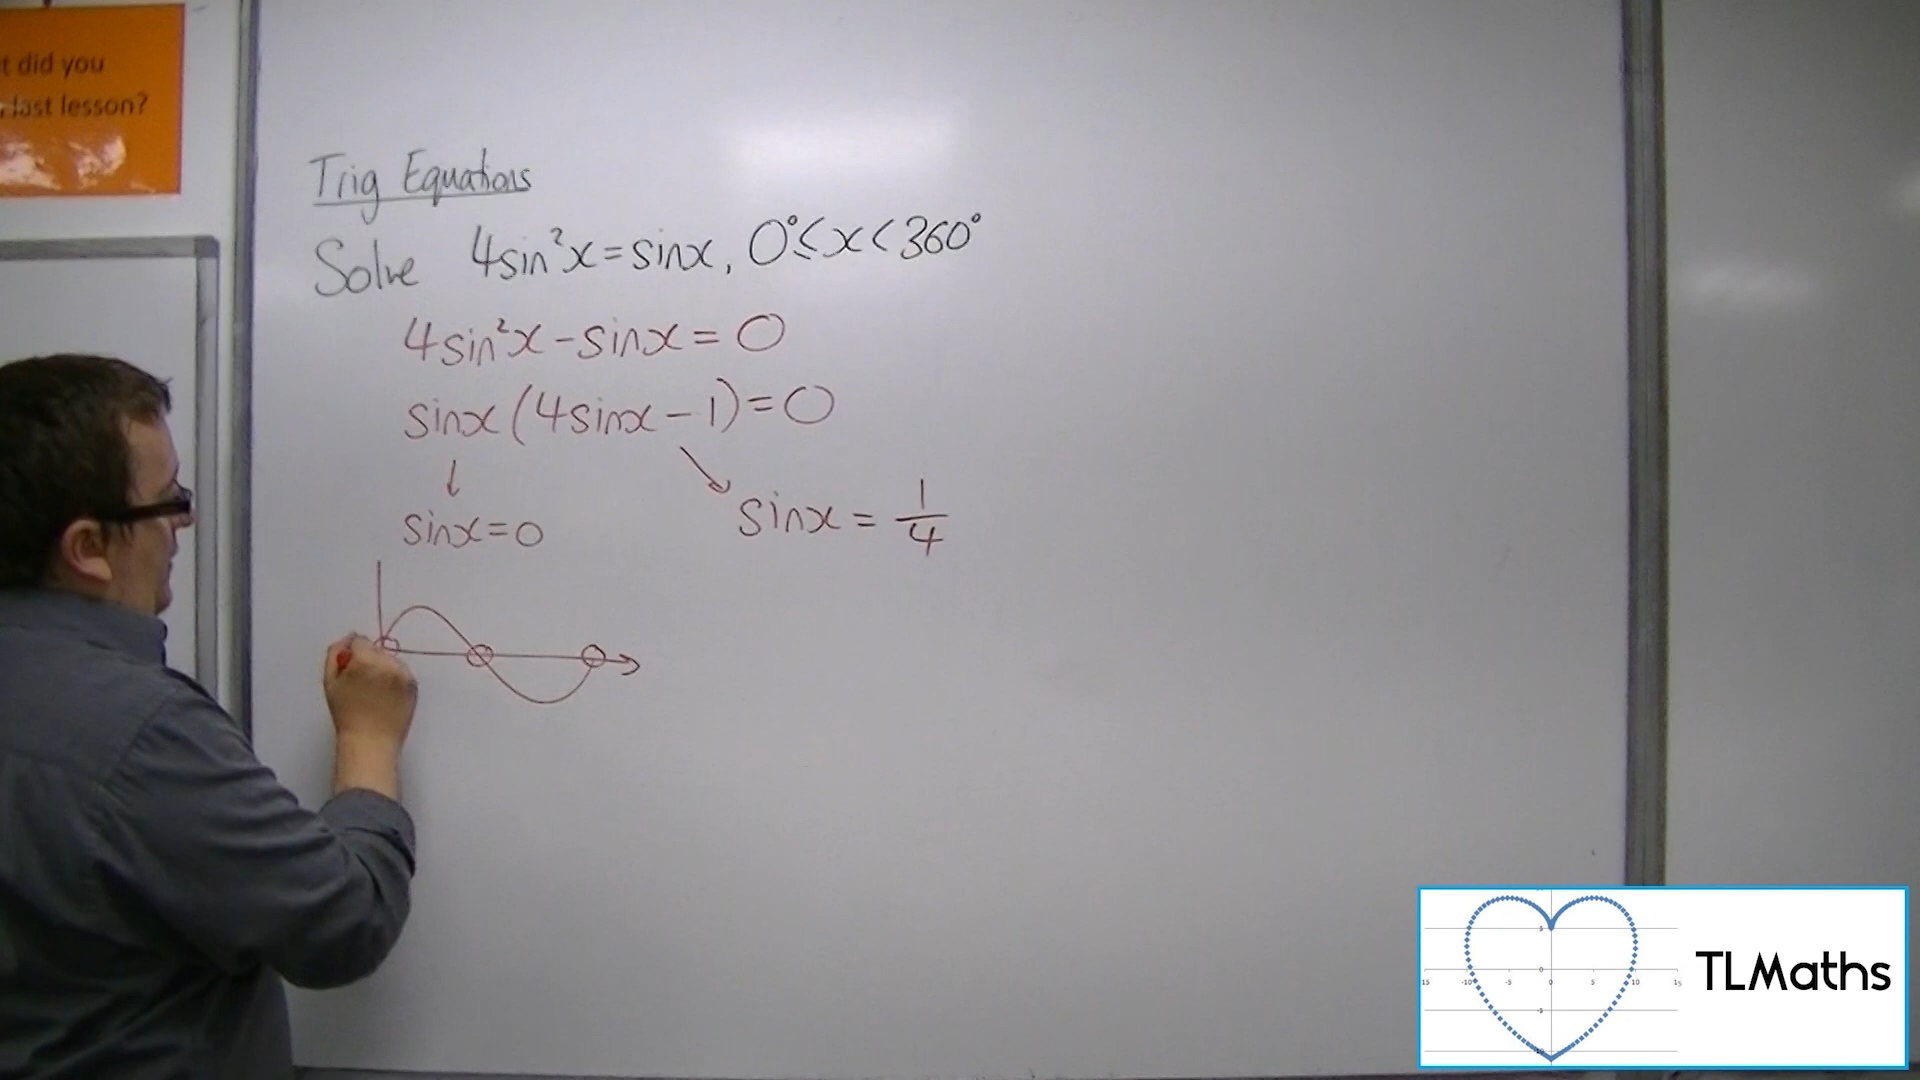 t did you
last lesson?
Trig Equations
Solve 4sin²x = sinx, 0° ≤ x < 360°
4sin²x - sinx = 0
sinx (4sinx - 1) = 0
sinx = 0
sinx = 1/4
TLMaths